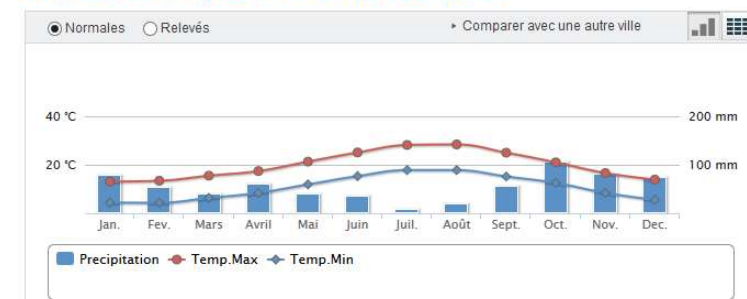 Normales Relevés Comparer avec une autre ville
40 °C 200 mm
20 °C 100 mm
Jan. Fev. Mars Avril Mai Juin Juil. Août Sept. Oct. Nov. Dec.
Precipitation Temp.Max Temp.Min